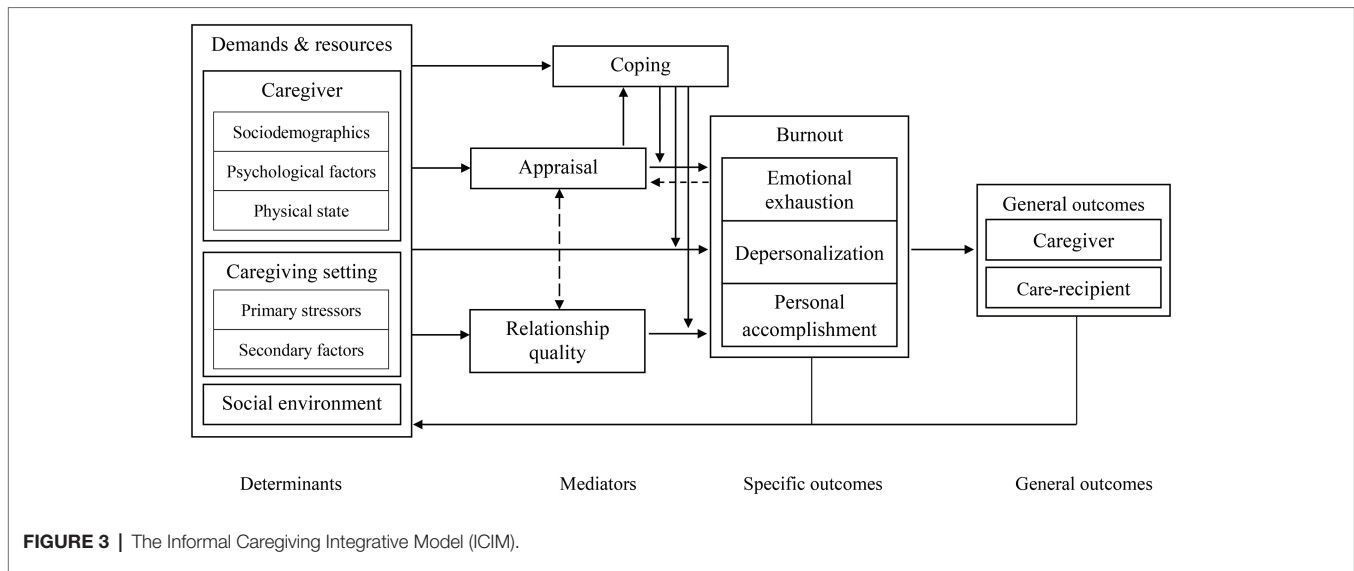 Demands & resources
Caregiver
Sociodemographics
Psychological factors
Physical state
Caregiving setting
Primary stressors
Secondary factors
Social environment
Coping
Appraisal
Relationship
quality
Burnout
Emotional
exhaustion
Depersonalization
Personal
accomplishment
General outcomes
Caregiver
Care-recipient
Determinants
Mediators
Specific outcomes
General outcomes
FIGURE 3 | The Informal Caregiving Integrative Model (ICIM).